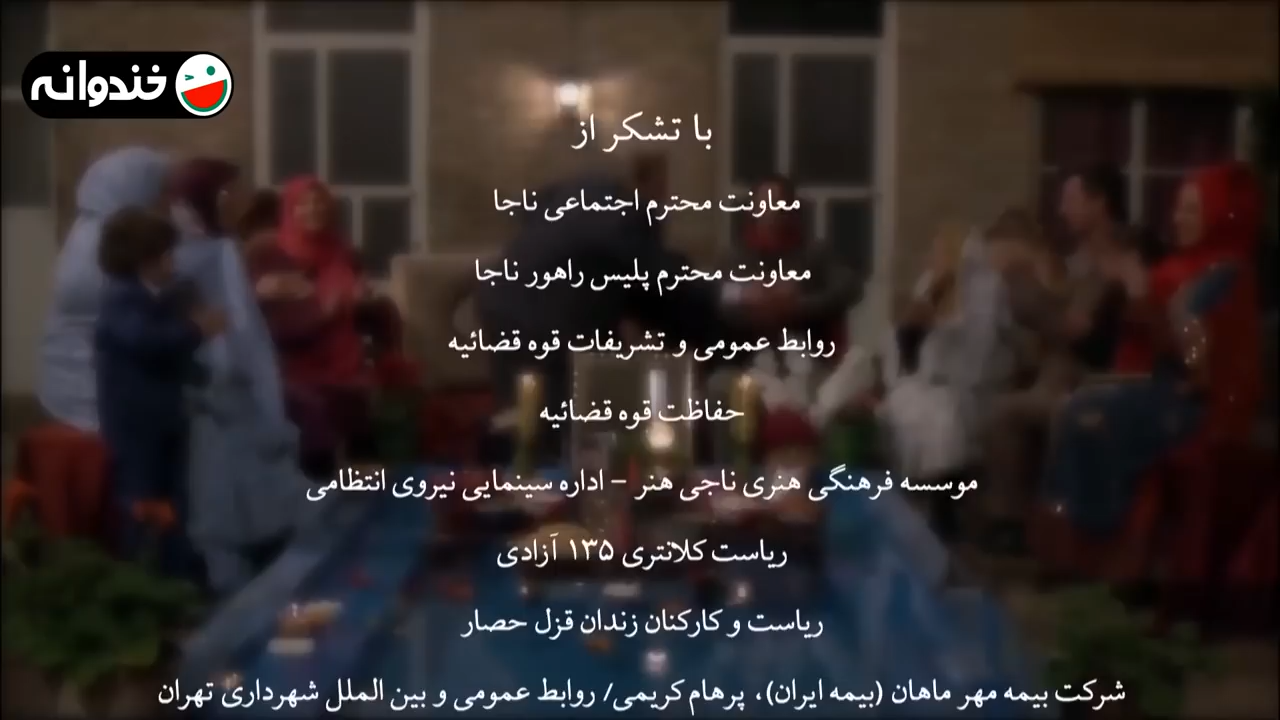 خندوانه
با تشکر از
معاونت محترم اجتماعی ناجا
معاونت محترم پلیس راهور ناجا
روابط عمومی و تشریفات قوه قضائیه
حفاظت قوه قضائیه
موسسه فرهنگی هنری ناجی هنر - اداره سینمایی نیروی انتظامی
ریاست کلانتری ۱۳۵ آزادی
ریاست و کارکنان زندان قزل حصار
شرکت بیمه مهر ماهان (بیمه ایران)، پرهام کریمی/ روابط عمومی و بین الملل شهرداری تهران